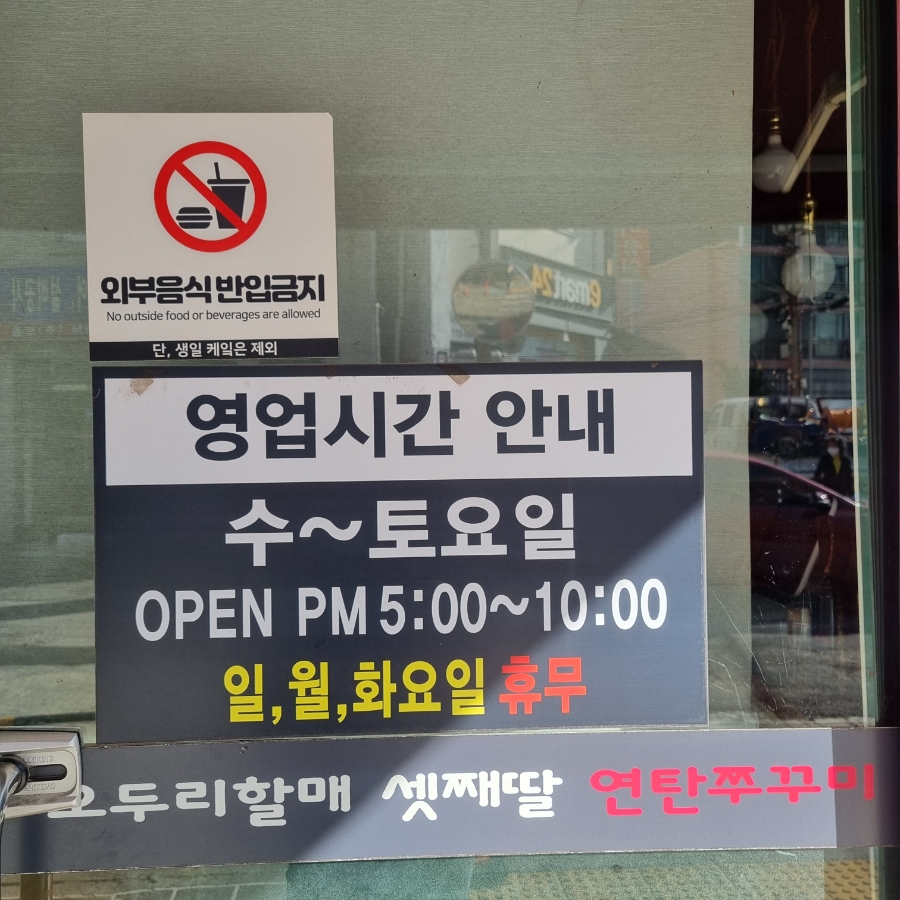 외부음식 반입금지
No outside food or beverages are allowed
단, 생일 케잌은 제외
영업시간 안내
수~토요일
OPEN PM 5:00~10:00
일,월,화요일 휴무
오두리할매 셋째딸 연탄쭈꾸미
emart24